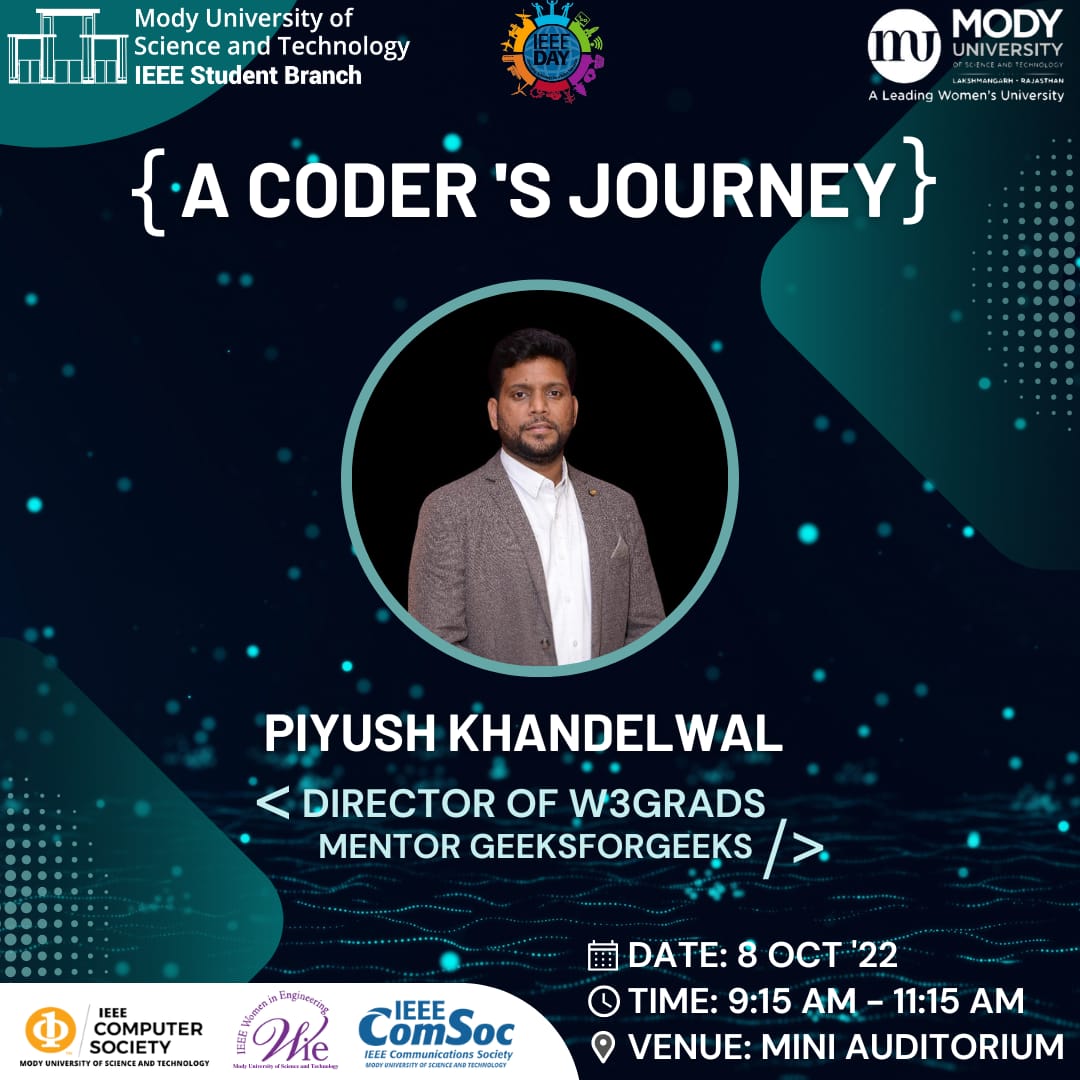 Mody University of
Science and Technology
IEEE Student Branch
IEEE
DAY
mu
MODY
UNIVERSITY
OF SCIENCE AND TECHNOLOGY
LAKSHMANGARH • RAJASTHAN
A Leading Women's University
{ A CODER 'S JOURNEY }
PIYUSH KHANDELWAL
< DIRECTOR OF W3GRADS
MENTOR GEEKSFORGEEKS />
DATE: 8 OCT '22
TIME: 9:15 AM - 11:15 AM
VENUE: MINI AUDITORIUM
IEEE
COMPUTER
SOCIETY
MODY UNIVERSITY OF SCIENCE AND TECHNOLOGY
IEEE Women in Engineering
Wie
Mody University of Science and Technology
IEEE
ComSoc
IEEE Communications Society
MODY UNIVERSITY OF SCIENCE AND TECHNOLOGY